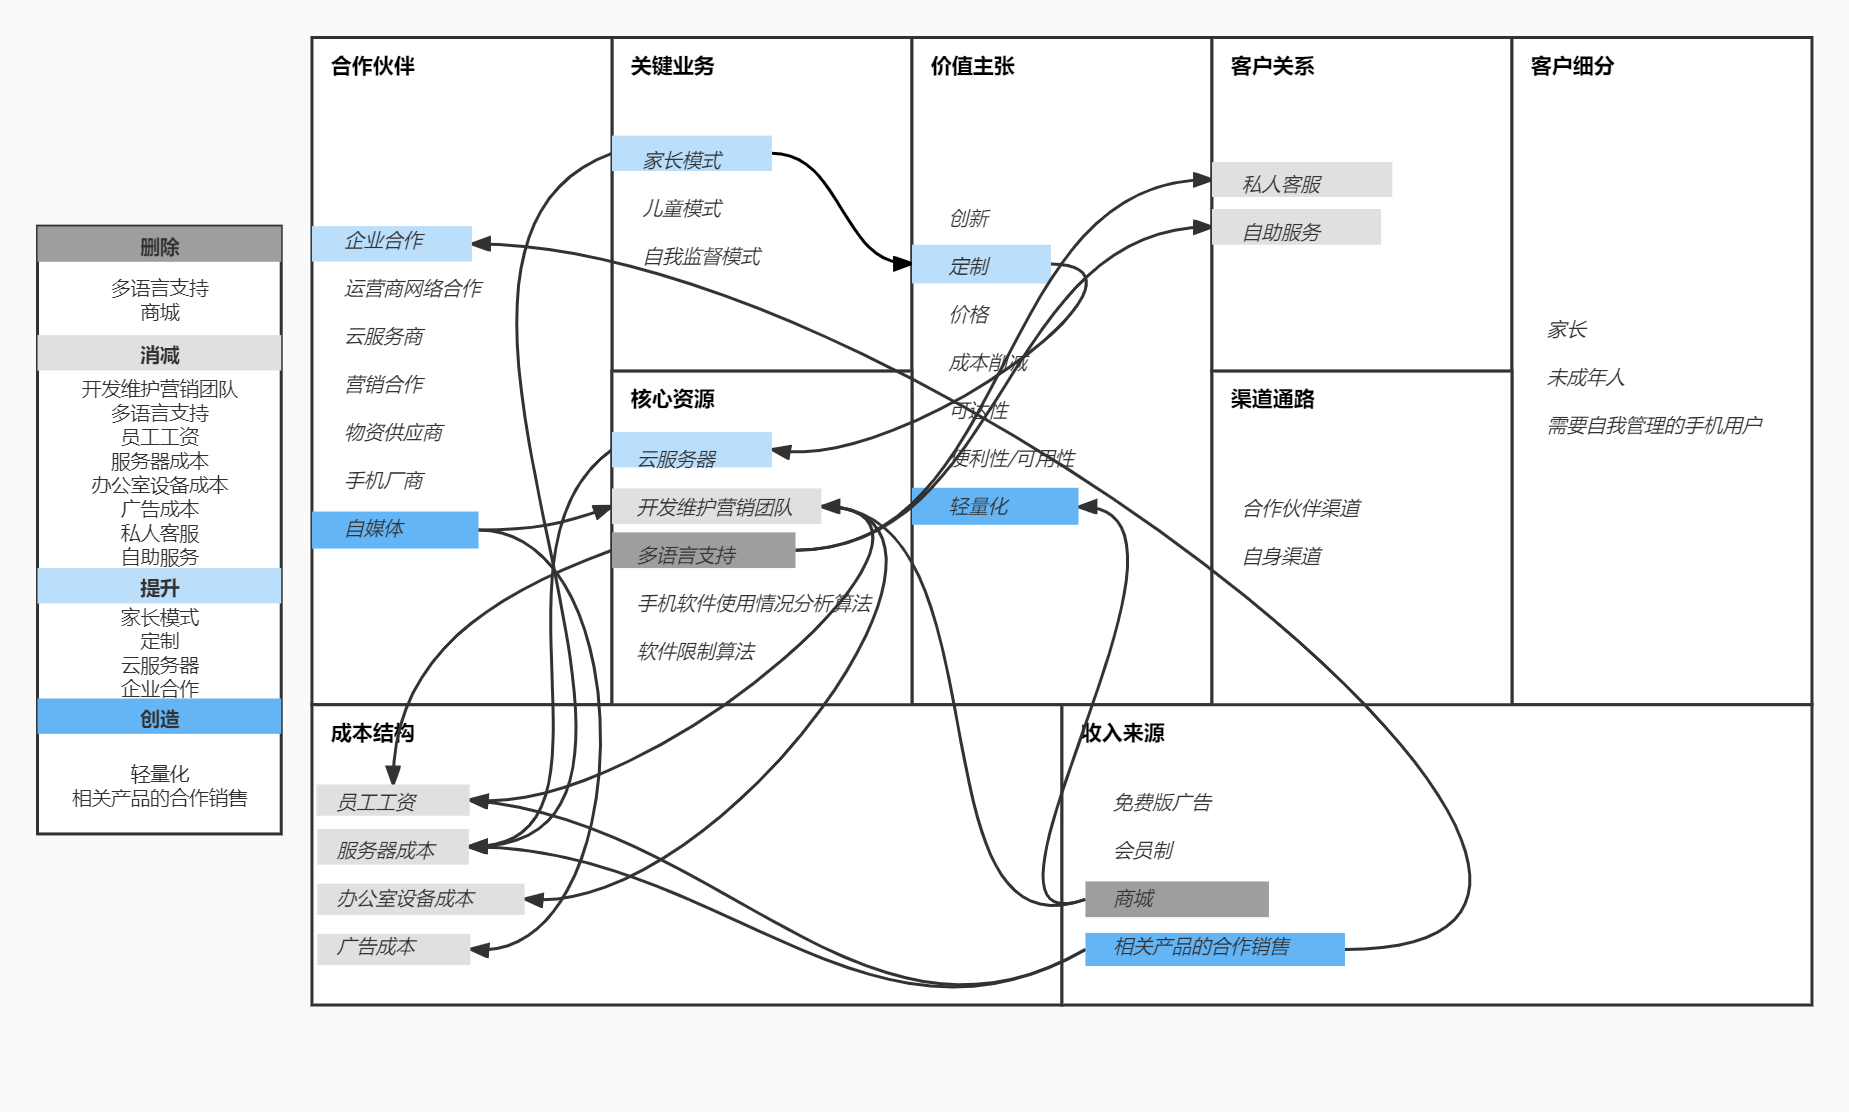 删除
多语言支持
商城
消减
开发维护营销团队
多语言支持
员工工资
服务器成本
办公室设备成本
广告成本
私人客服
自助服务
提升
家长模式
定制
云服务器
企业合作
创造
轻量化
相关产品的合作销售
合作伙伴
企业合作
运营商网络合作
云服务商
营销合作
物资供应商
手机厂商
自媒体
关键业务
家长模式
儿童模式
自我监督模式
核心资源
云服务器
开发维护营销团队
多语言支持
手机软件使用情况分析算法
软件限制算法
价值主张
创新
定制
价格
成本削减
可达性
便利性/可用性
轻量化
客户关系
私人客服
自助服务
渠道通路
合作伙伴渠道
自身渠道
客户细分
家长
未成年人
需要自我管理的手机用户
成本结构
员工工资
服务器成本
办公室设备成本
广告成本
收入来源
免费版广告
会员制
商城
相关产品的合作销售